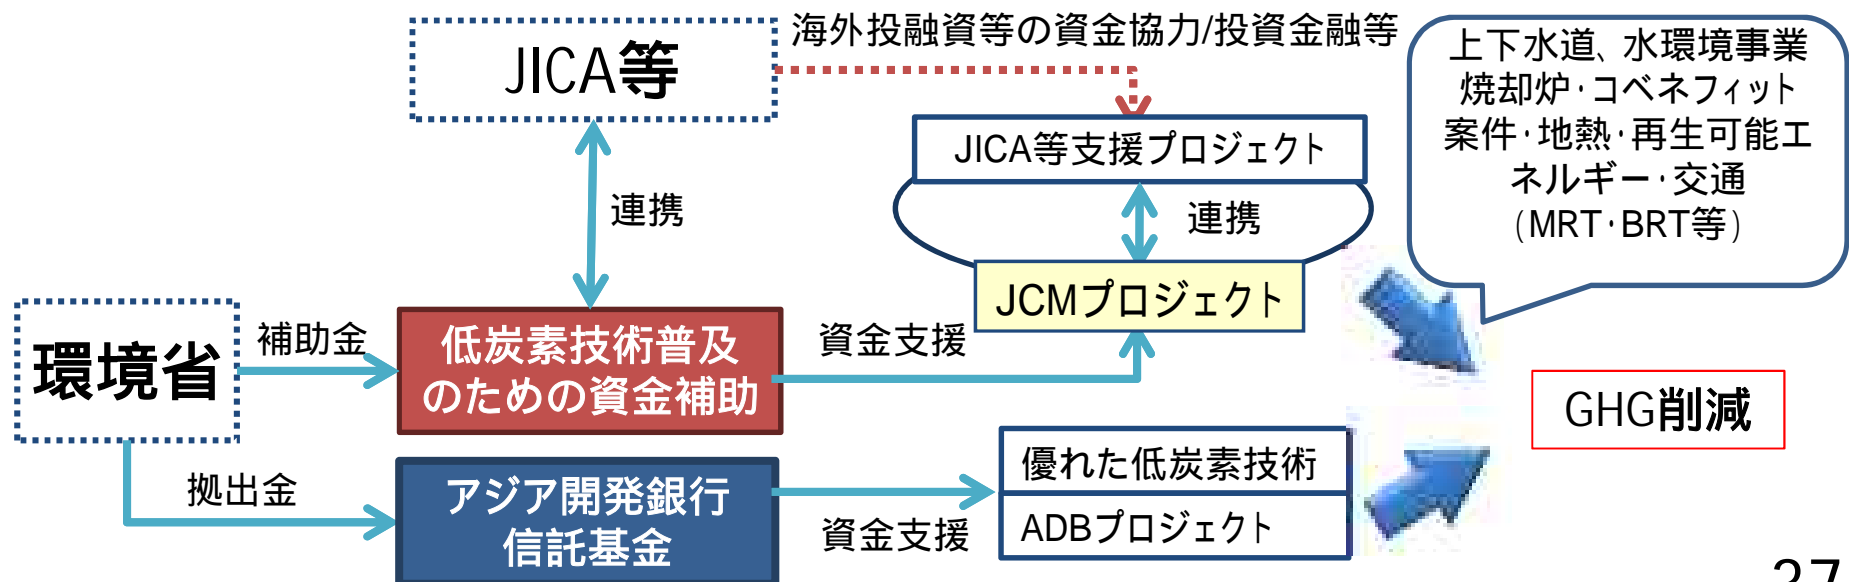 海外投融資等の資金協力/投資金融等
JICA等
上下水道、水環境事業
焼却炉・コベネフィット
案件・地熱・再生可能エ
ネルギー・交通
(MRT・BRT等)
JICA等支援プロジェクト
連携
連携
JCMプロジェクト
環境省
補助金
低炭素技術普及
のための資金補助
資金支援
GHG削減
拠出金
アジア開発銀行
信託基金
資金支援
優れた低炭素技術
ADBプロジェクト
27